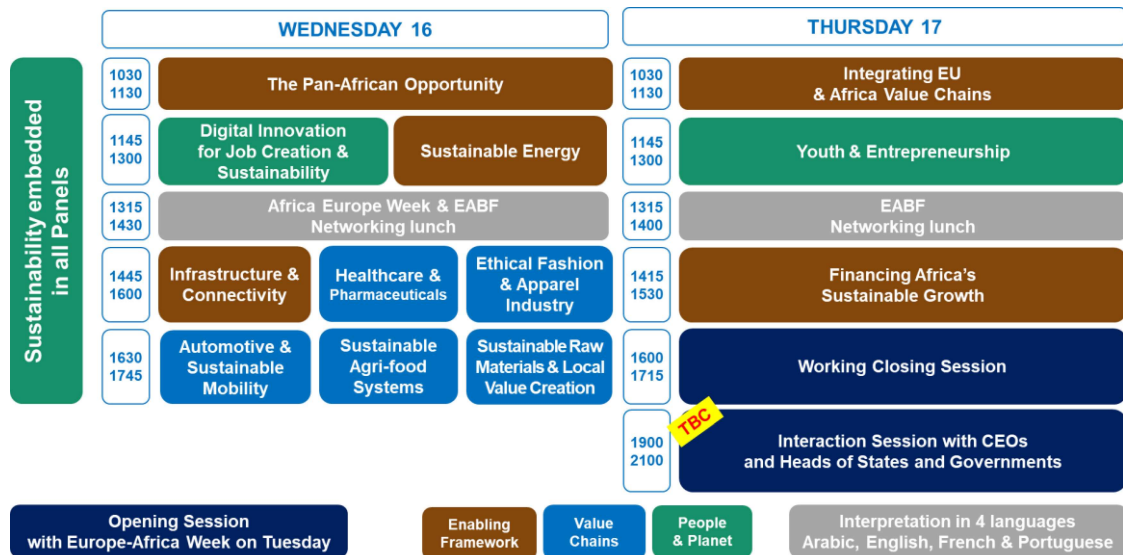 WEDNESDAY 16
THURSDAY 17
Sustainability embedded
in all Panels
1030
1130
The Pan-African Opportunity
1030
1130
Integrating EU
& Africa Value Chains
1145
1300
Digital Innovation
for Job Creation &
Sustainability
Sustainable Energy
1145
1300
Youth & Entrepreneurship
1315
1430
Africa Europe Week & EABF
Networking lunch
1315
1400
EABF
Networking lunch
1445
1600
Infrastructure &
Connectivity
Healthcare &
Pharmaceuticals
Ethical Fashion
& Apparel
Industry
1415
1530
Financing Africa's
Sustainable Growth
1630
1745
Automotive &
Sustainable
Mobility
Sustainable
Agri-food
Systems
Sustainable Raw
Materials & Local
Value Creation
1600
1715
Working Closing Session
TBC
1900
2100
Interaction Session with CEOs
and Heads of States and Governments
Opening Session
with Europe-Africa Week on Tuesday
Enabling
Framework
Value
Chains
People
& Planet
Interpretation in 4 languages
Arabic, English, French & Portuguese